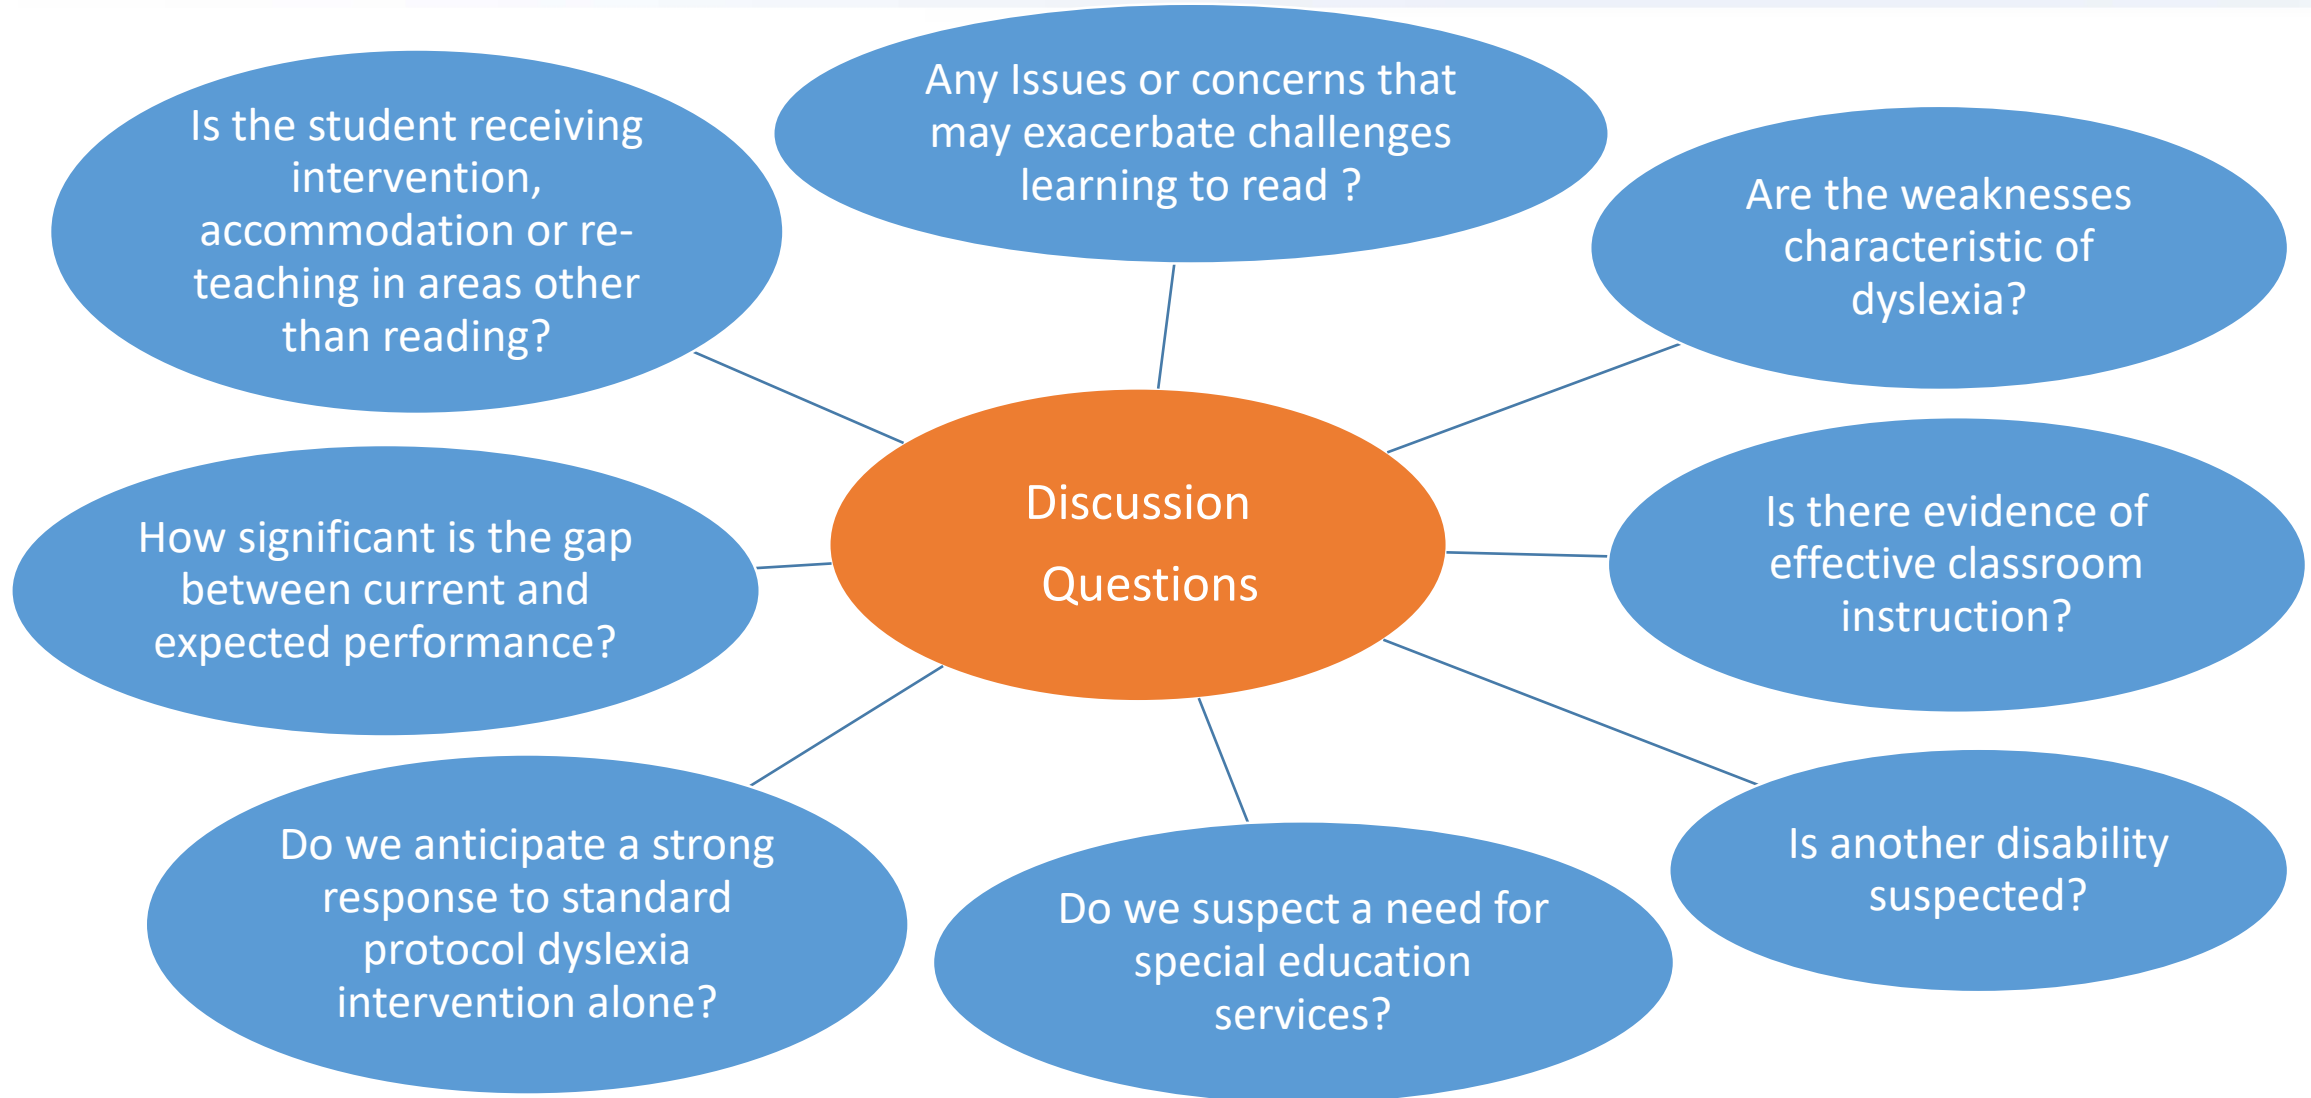 Any Issues or concerns that
may exacerbate challenges
learning to read ?
Is the student receiving
intervention,
accommodation or re-
teaching in areas other
than reading?
Are the weaknesses
characteristic of
dyslexia?
Discussion
Questions
How significant is the gap
between current and
expected performance?
Is there evidence of
effective classroom
instruction?
Do we anticipate a strong
response to standard
protocol dyslexia
intervention alone?
Do we suspect a need for
special education
services?
Is another disability
suspected?